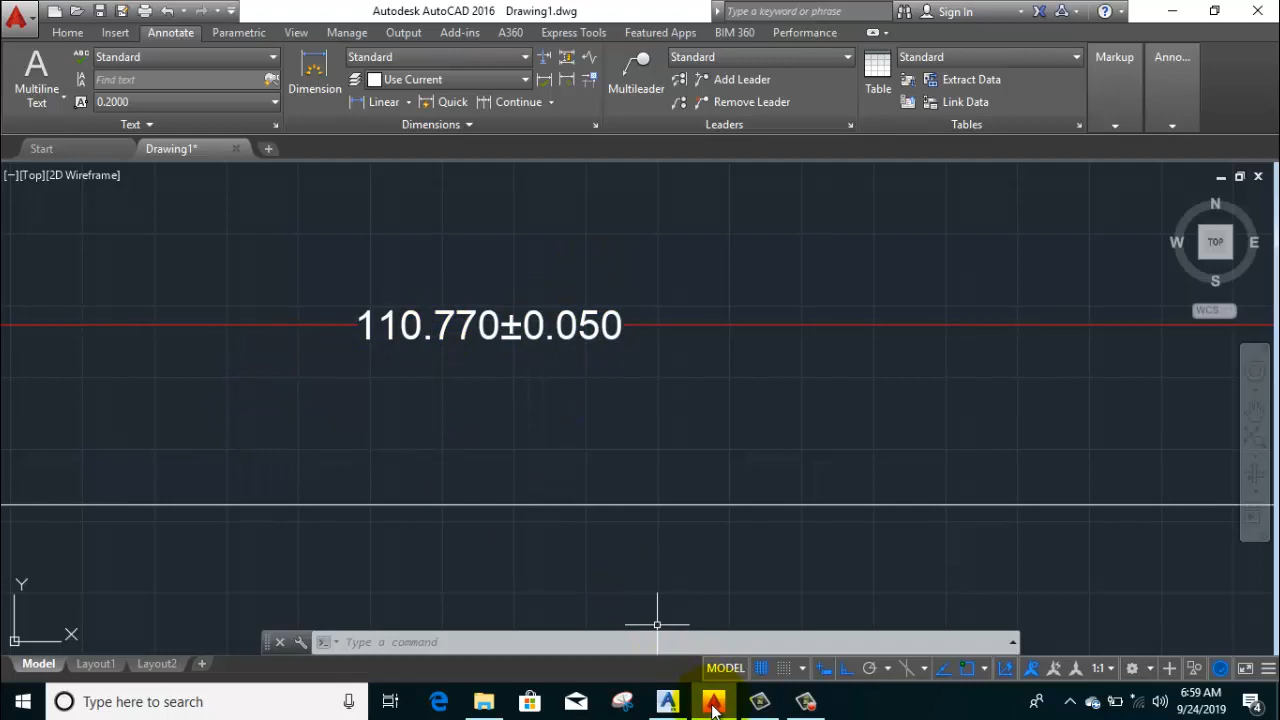 Autodesk AutoCAD 2016 Drawing1.dwg Type a keyword or phrase Sign In
Home Insert Annotate Parametric View Manage Output Add-ins A360 Express Tools Featured Apps BIM 360 Performance
Multiline Text
Standard
Find text
0.2000
Text
Dimension
Standard
Use Current
Linear Quick Continue
Dimensions
Multileader
Standard
Add Leader
Remove Leader
Leaders
Table
Standard
Extract Data
Link Data
Tables
Markup
Anno...
Start Drawing1*
[−][Top][2D Wireframe]
N
W TOP E
S
WCS
110.770±0.050
Y
X
Type a command
Model Layout1 Layout2 MODEL 1:1
Type here to search
6:59 AM
9/24/2019
4